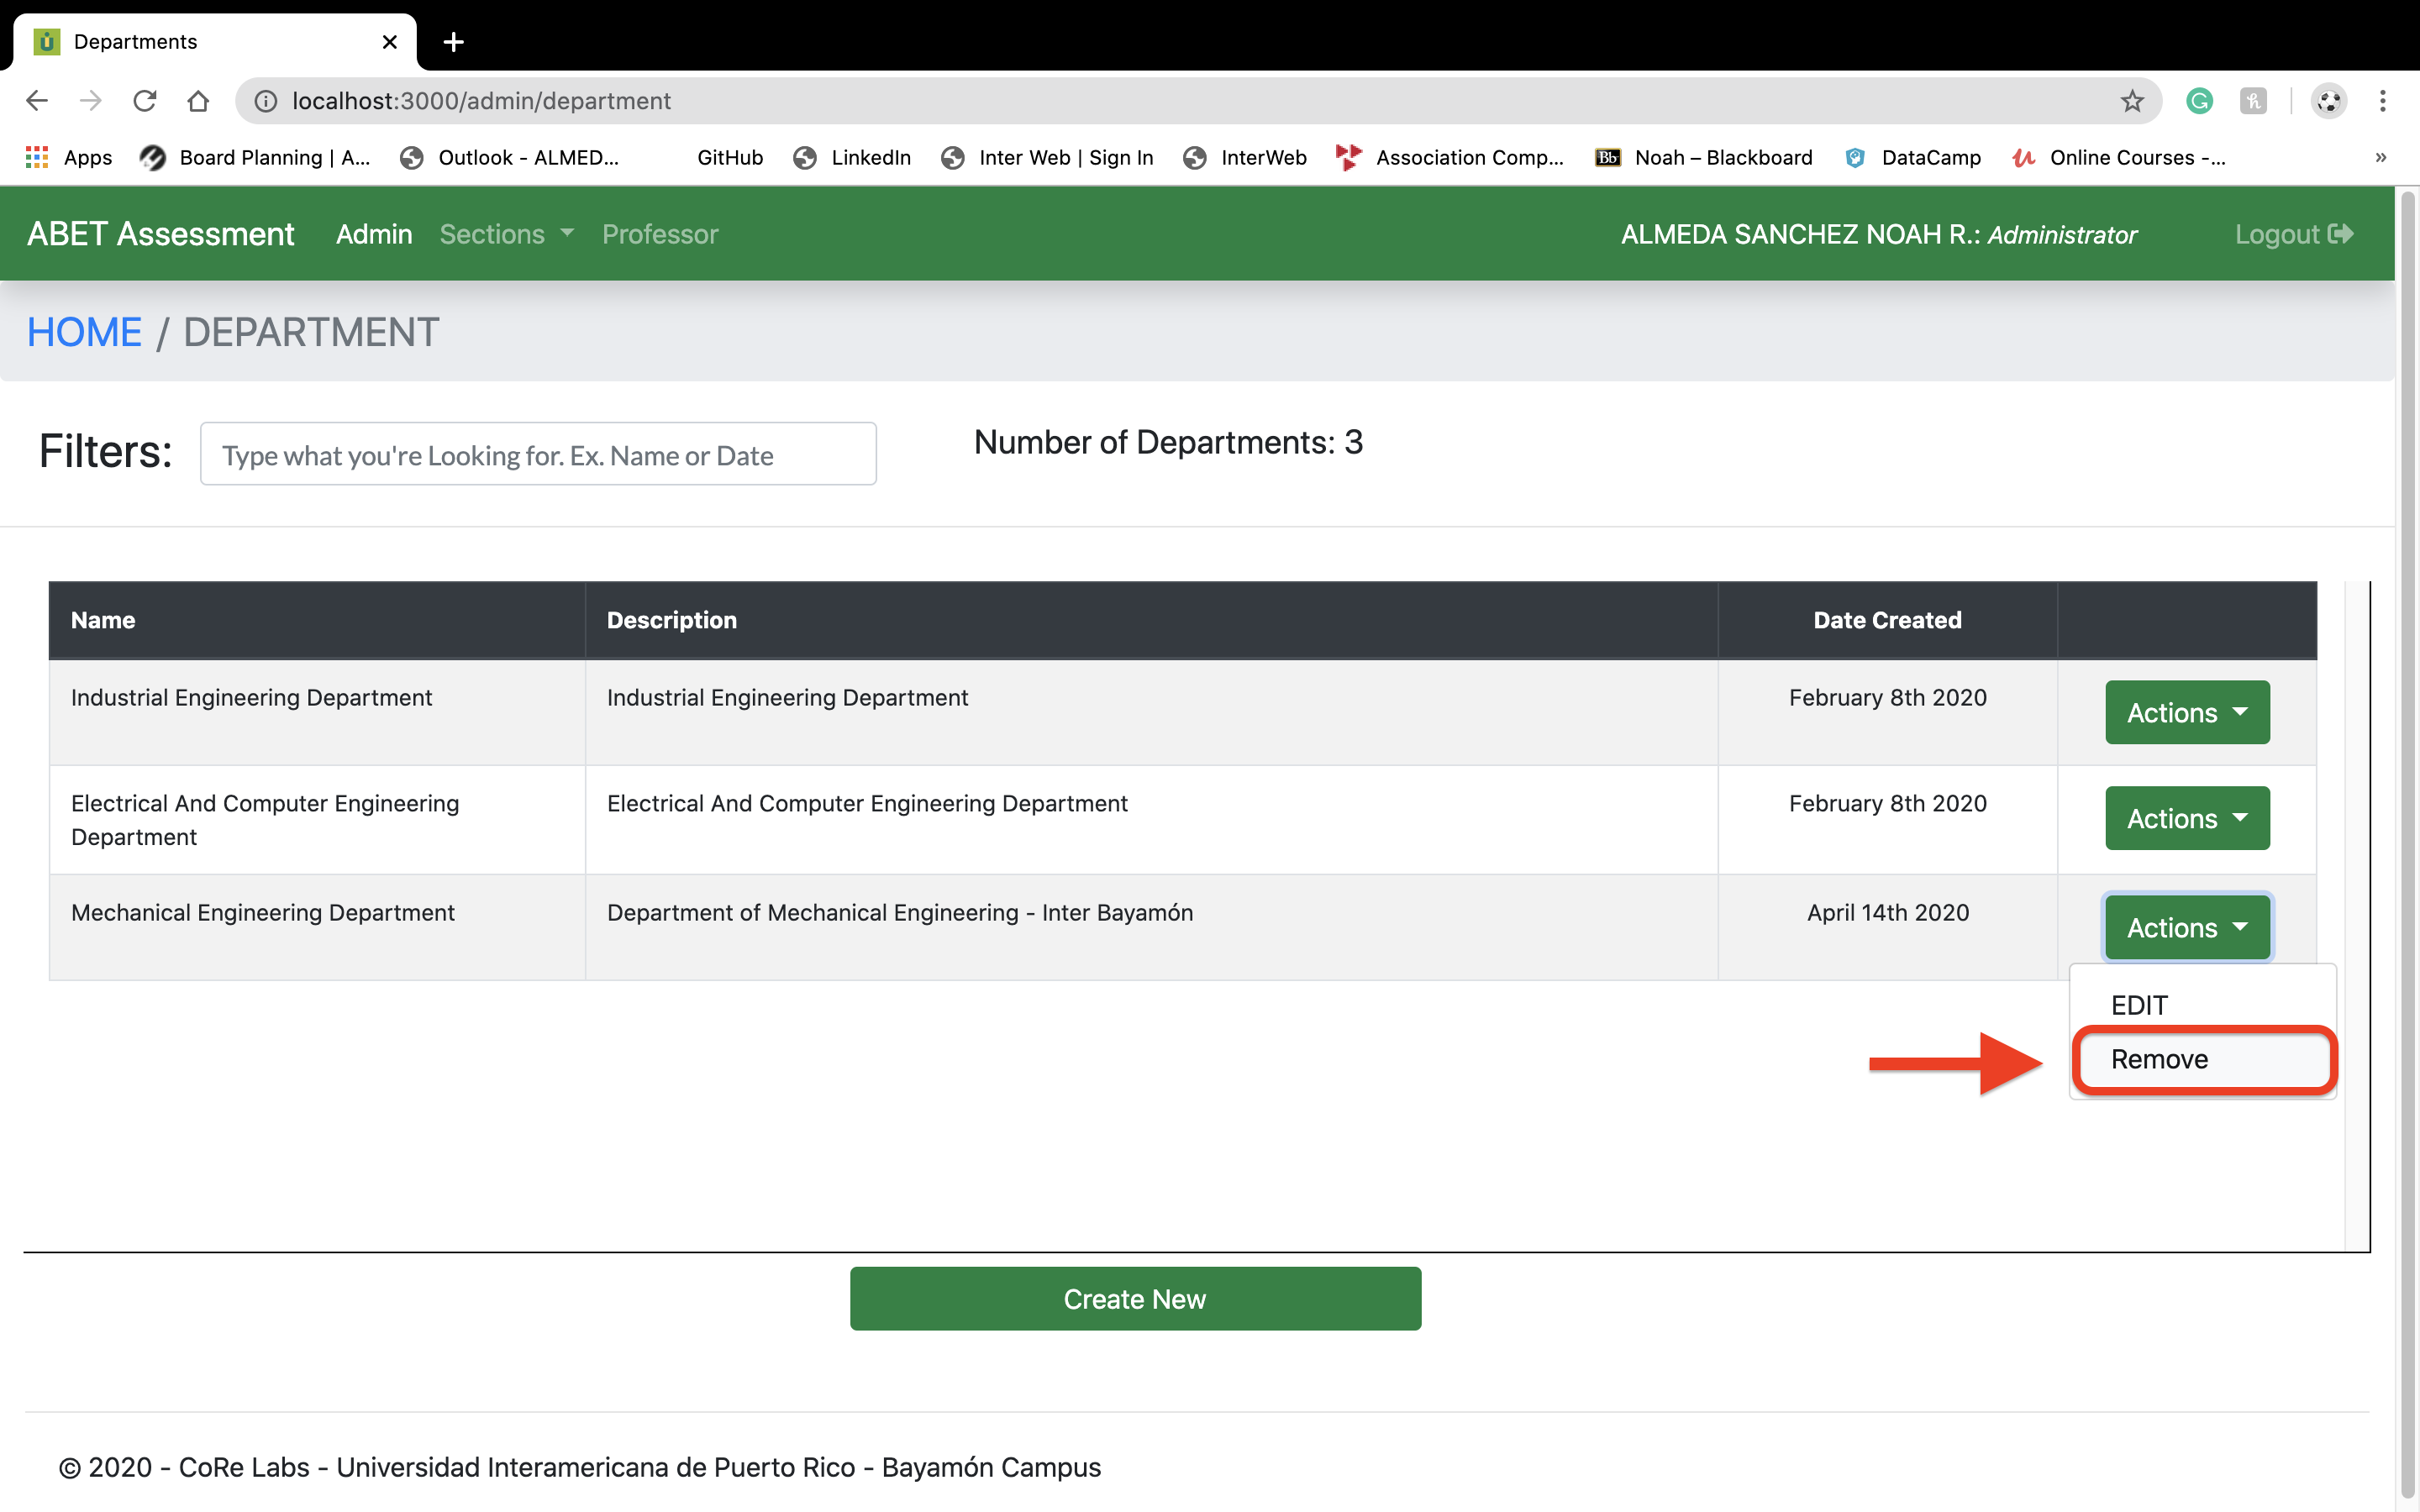 Departments
localhost:3000/admin/department
Apps Board Planning | A... Outlook - ALMED... GitHub LinkedIn Inter Web | Sign In InterWeb Association Comp... Bb Noah – Blackboard DataCamp Online Courses -... »
ABET Assessment Admin Sections Professor ALMEDA SANCHEZ NOAH R.: Administrator Logout
HOME / DEPARTMENT
Filters: Type what you're Looking for. Ex. Name or Date Number of Departments: 3
Name Description Date Created
Industrial Engineering Department Industrial Engineering Department February 8th 2020 Actions
Electrical And Computer Engineering Department Electrical And Computer Engineering Department February 8th 2020 Actions
Mechanical Engineering Department Department of Mechanical Engineering - Inter Bayamón April 14th 2020 Actions
EDIT
Remove
Create New
© 2020 - CoRe Labs - Universidad Interamericana de Puerto Rico - Bayamón Campus